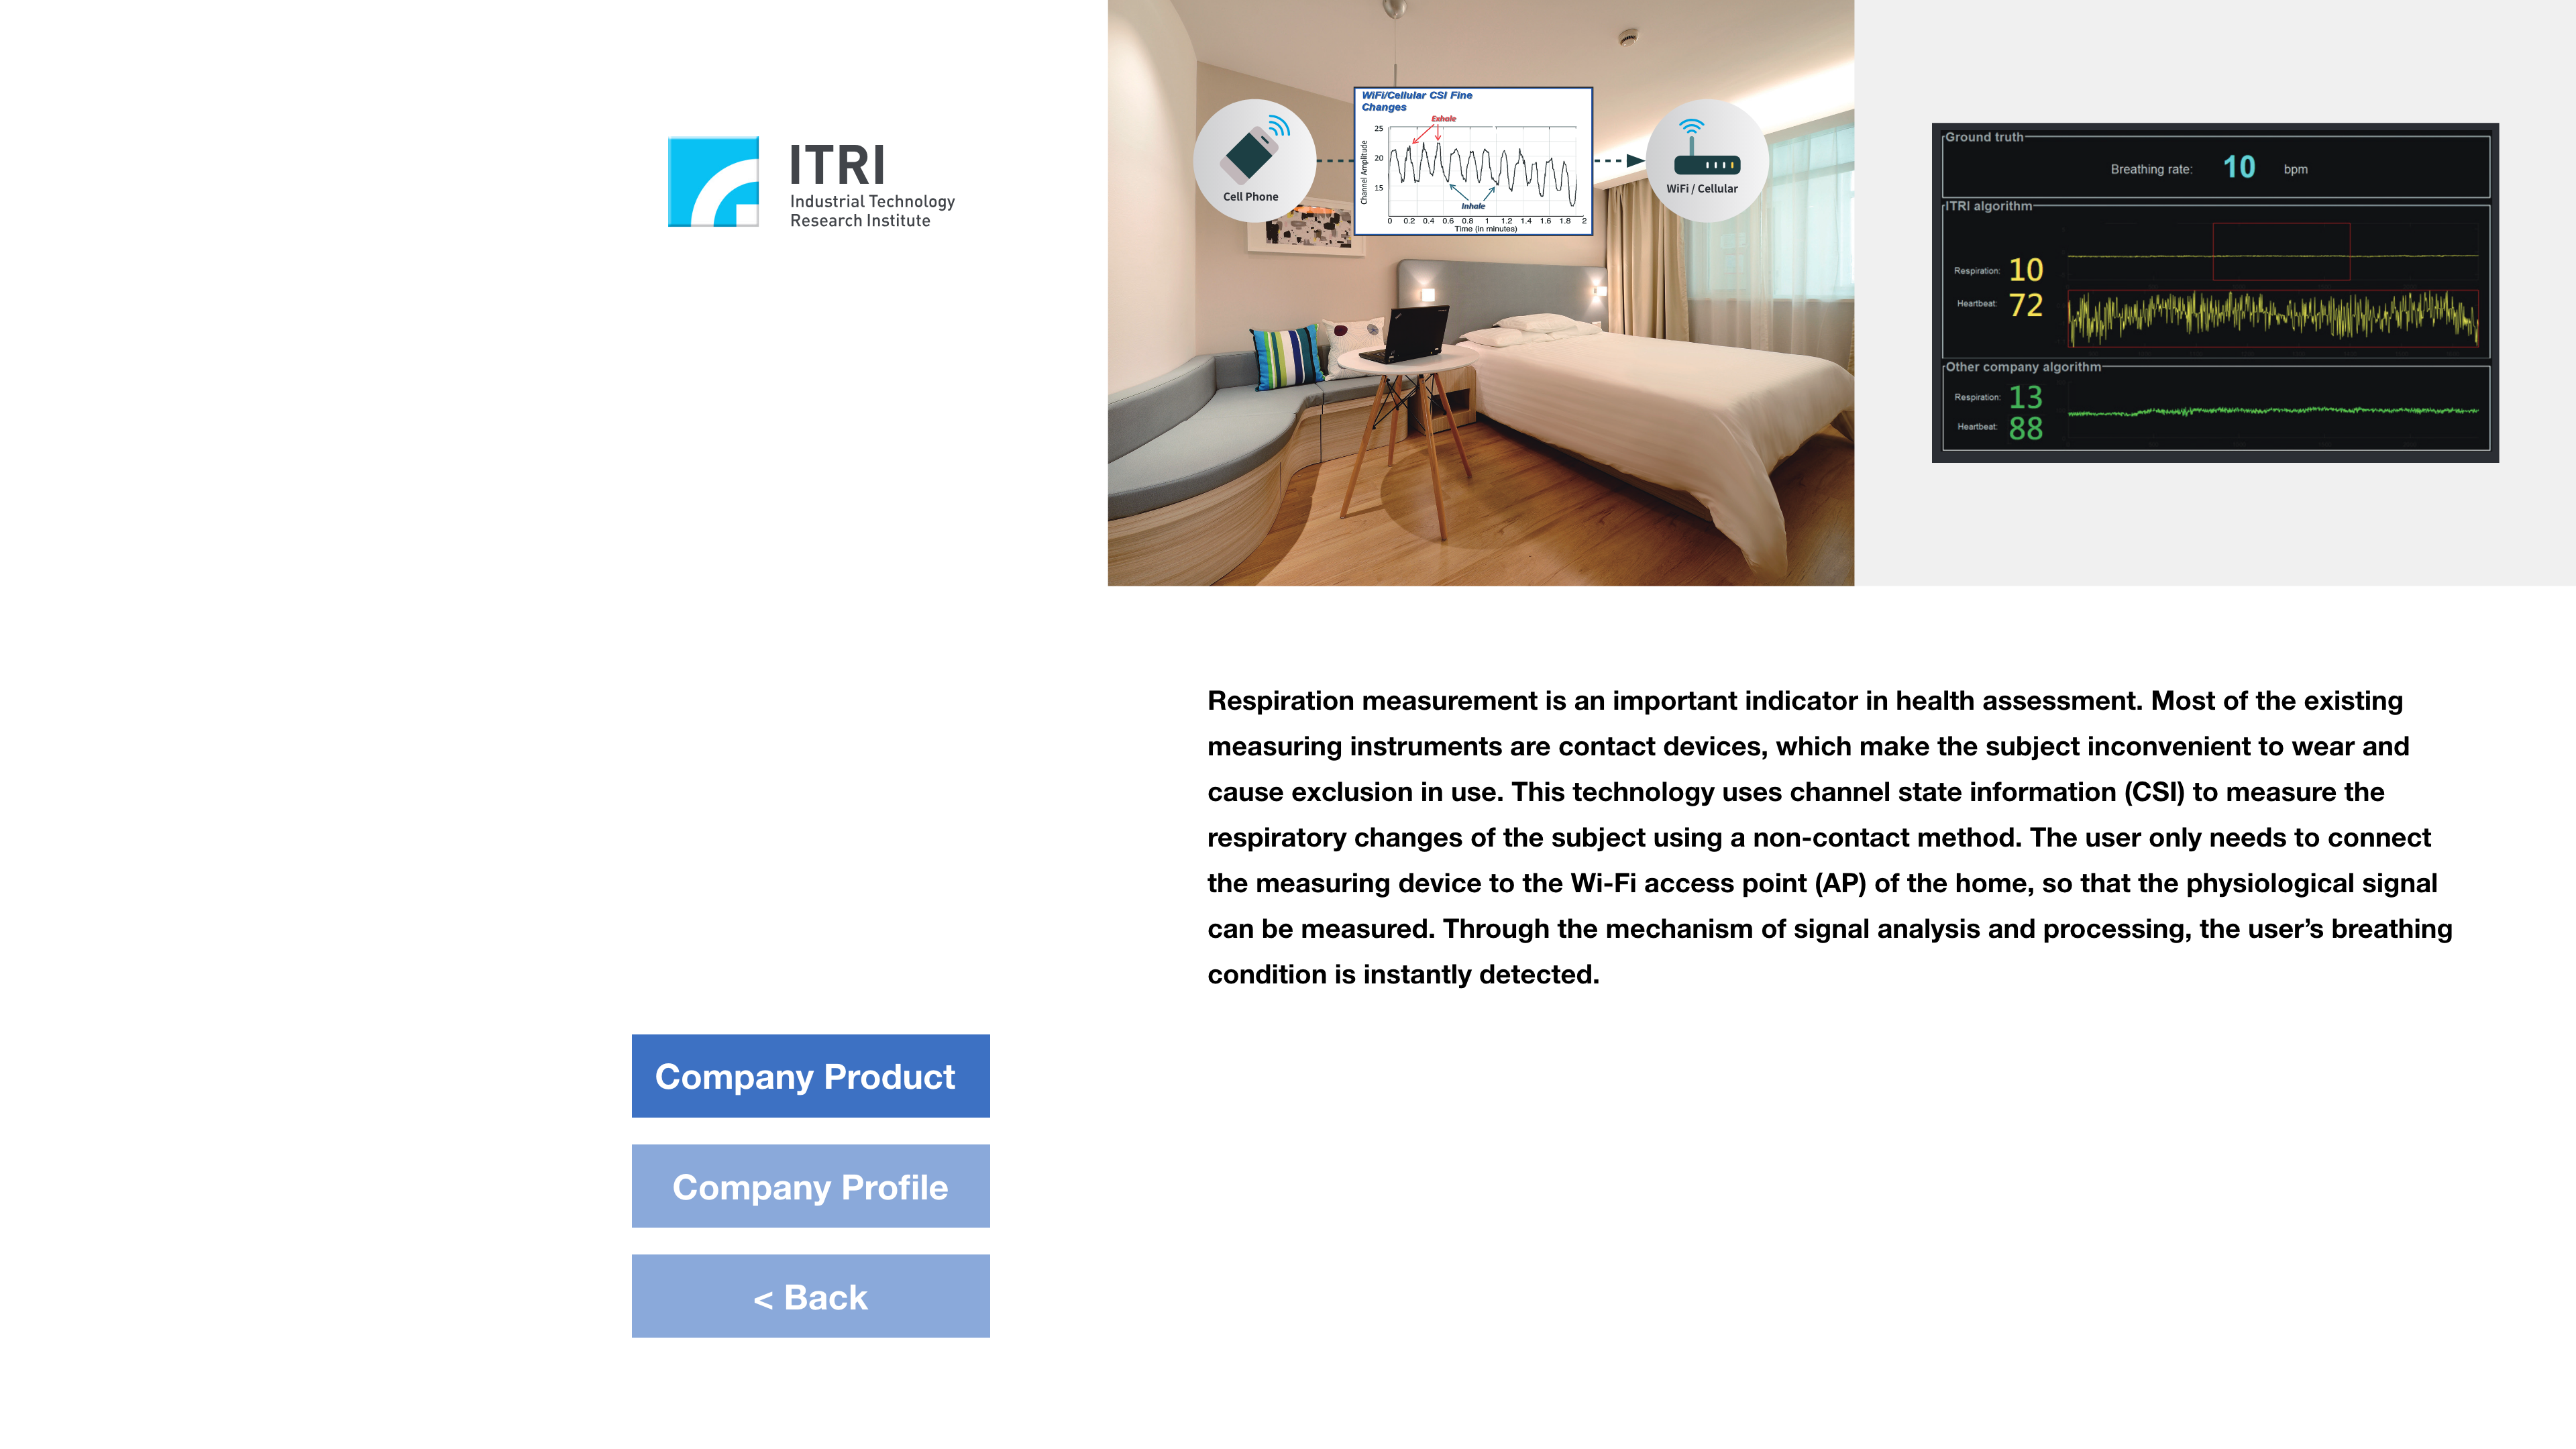 ITRI
Industrial Technology
Research Institute
Cell Phone
WiFi/Cellular CSI Fine
Changes
Exhale
Channel Amplitude
25
20
15
Inhale
0 0.2 0.4 0.6 0.8 1 1.2 1.4 1.6 1.8 2
Time (in minutes)
WiFi / Cellular
Ground truth
Breathing rate: 10 bpm
ITRI algorithm
Respiration: 10
Heartbeat: 72
Other company algorithm
Respiration: 13
Heartbeat: 88
Respiration measurement is an important indicator in health assessment. Most of the existing
measuring instruments are contact devices, which make the subject inconvenient to wear and
cause exclusion in use. This technology uses channel state information (CSI) to measure the
respiratory changes of the subject using a non-contact method. The user only needs to connect
the measuring device to the Wi-Fi access point (AP) of the home, so that the physiological signal
can be measured. Through the mechanism of signal analysis and processing, the user’s breathing
condition is instantly detected.
Company Product
Company Profile
< Back